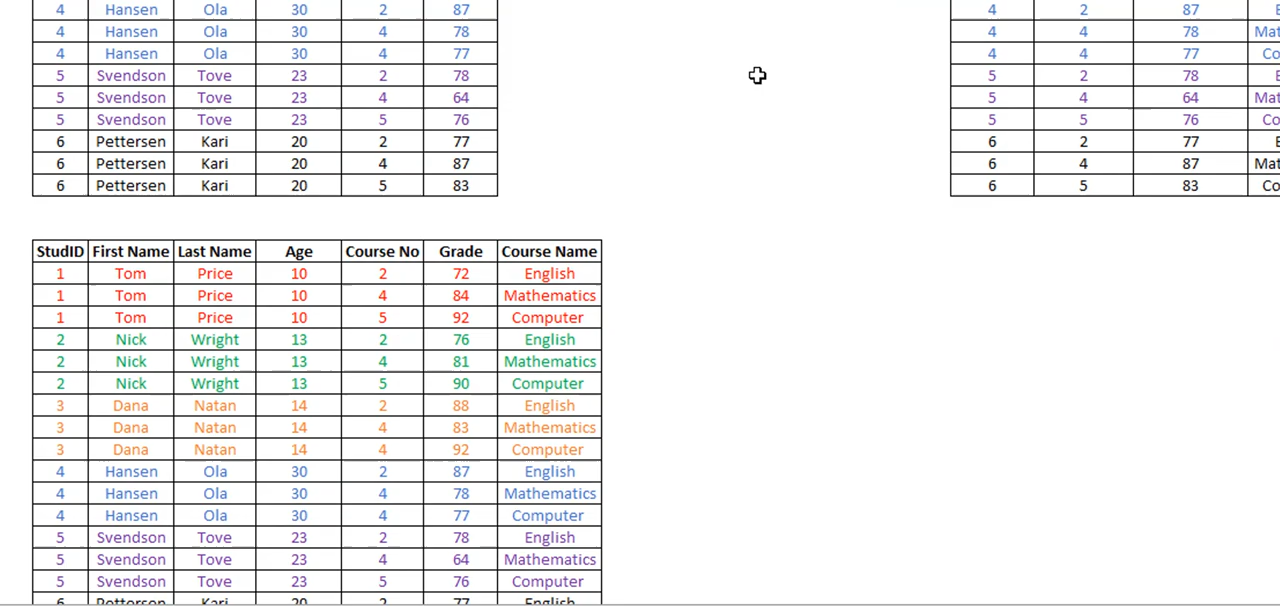 4 Hansen Ola 30 2 87 4 2 87 E
4 Hansen Ola 30 4 78 4 4 78 Mat
4 Hansen Ola 30 4 77 4 4 77 Co
5 Svendson Tove 23 2 78 5 2 78 E
5 Svendson Tove 23 4 64 5 4 64 Mat
5 Svendson Tove 23 5 76 5 5 76 Co
6 Pettersen Kari 20 2 77 6 2 77 E
6 Pettersen Kari 20 4 87 6 4 87 Mat
6 Pettersen Kari 20 5 83 6 5 83 Co
StudID First Name Last Name Age Course No Grade Course Name
1 Tom Price 10 2 72 English
1 Tom Price 10 4 84 Mathematics
1 Tom Price 10 5 92 Computer
2 Nick Wright 13 2 76 English
2 Nick Wright 13 4 81 Mathematics
2 Nick Wright 13 5 90 Computer
3 Dana Natan 14 2 88 English
3 Dana Natan 14 4 83 Mathematics
3 Dana Natan 14 4 92 Computer
4 Hansen Ola 30 2 87 English
4 Hansen Ola 30 4 78 Mathematics
4 Hansen Ola 30 4 77 Computer
5 Svendson Tove 23 2 78 English
5 Svendson Tove 23 4 64 Mathematics
5 Svendson Tove 23 5 76 Computer
6 Pettersen Kari 20 2 77 English